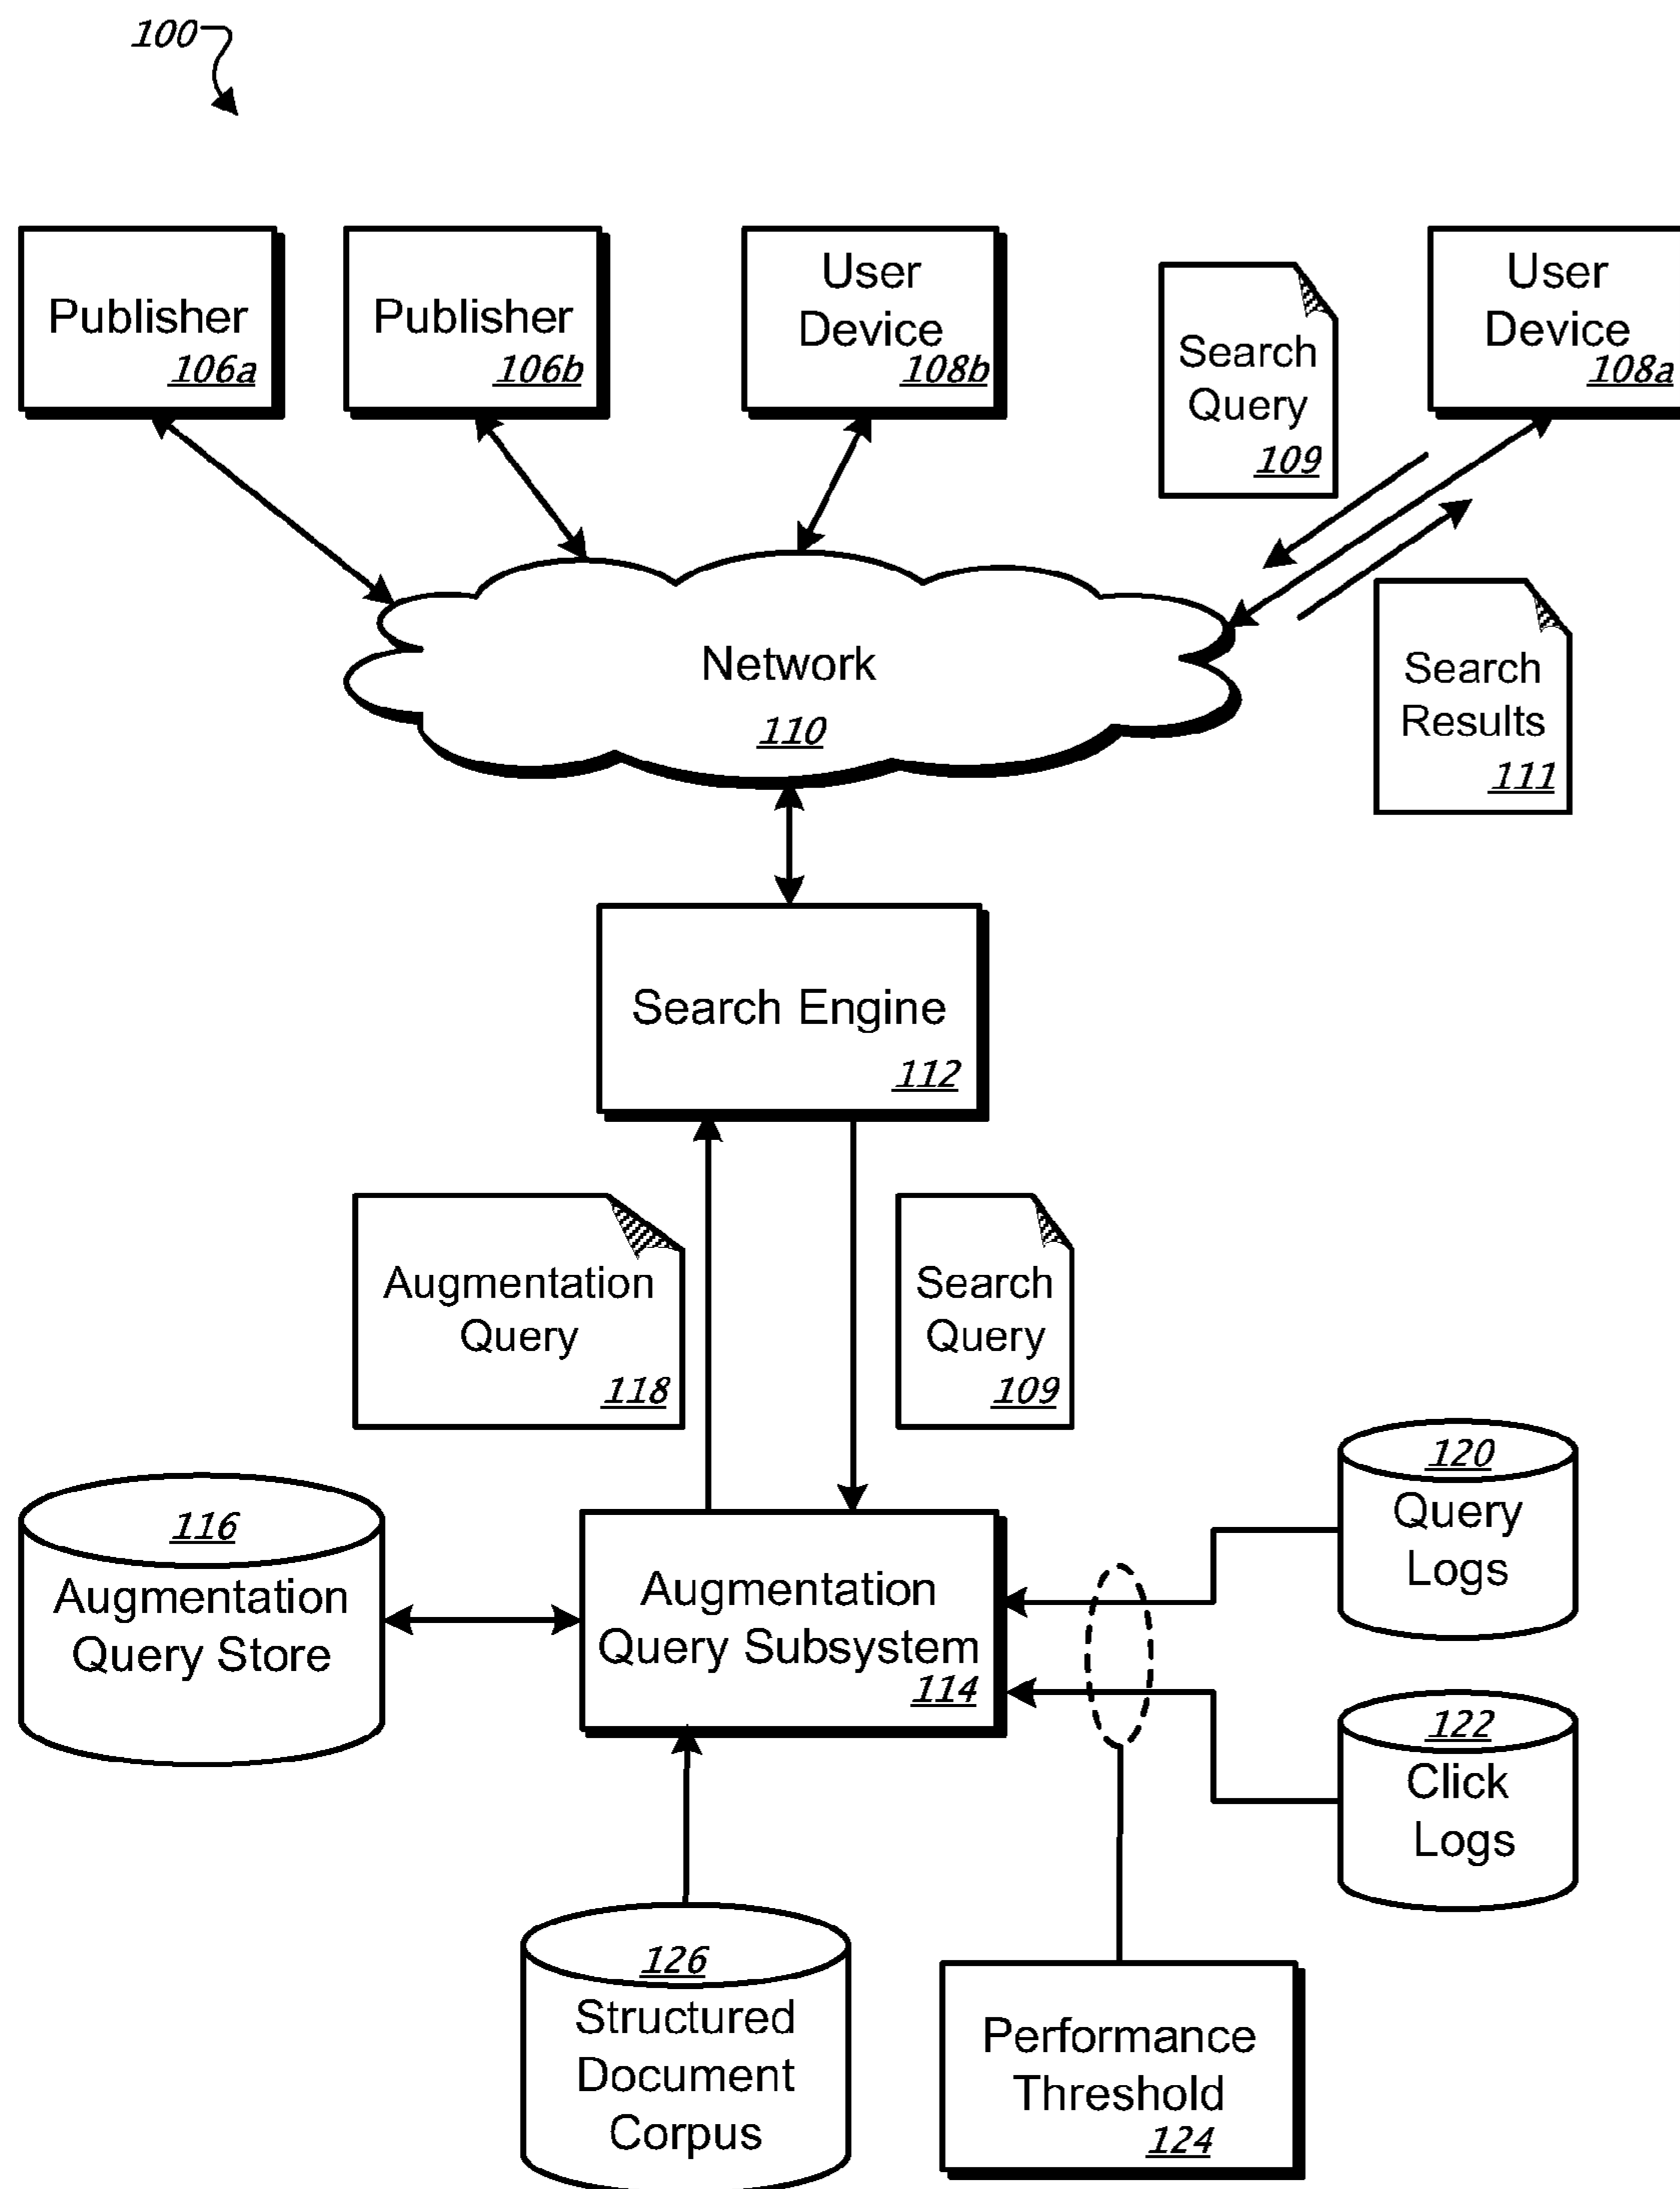 100
Publisher
106a
Publisher
106b
User
Device
108b
Search
Query
109
User
Device
108a
Network
110
Search
Results
111
Search Engine
112
Augmentation
Query
118
Search
Query
109
116
Augmentation
Query Store
Augmentation
Query Subsystem
114
120
Query
Logs
122
Click
Logs
126
Structured
Document
Corpus
Performance
Threshold
124